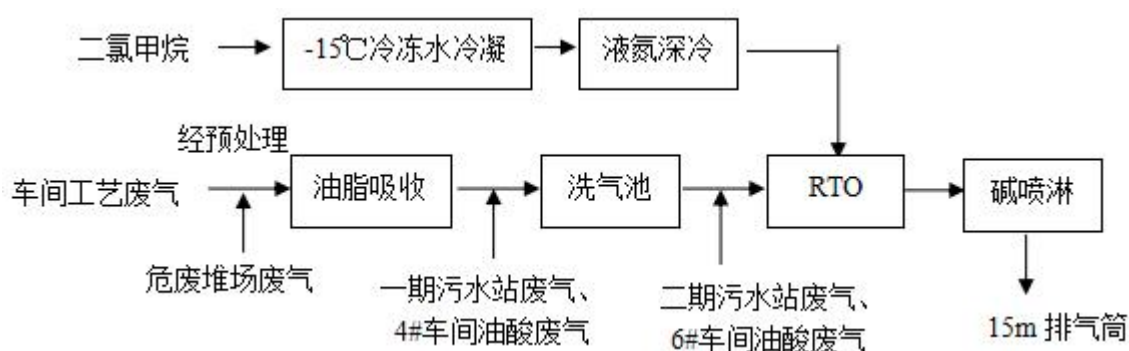 二氯甲烷
-15℃冷冻水冷凝
液氮深冷
经预处理
车间工艺废气
油脂吸收
洗气池
RTO
碱喷淋
危废堆场废气
一期污水站废气、
4#车间油酸废气
二期污水站废气、
6#车间油酸废气
15m 排气筒